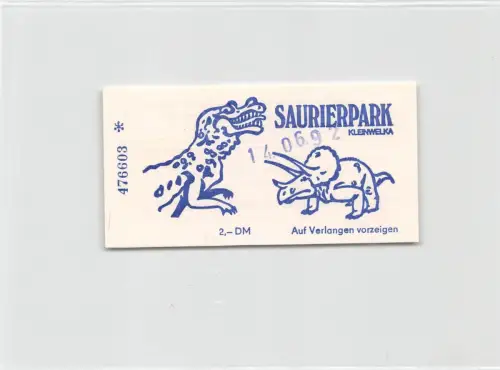 476603 *
SAURIERPARK
KLEINWELKA
14.06.92
2,– DM
Auf Verlangen vorzeigen